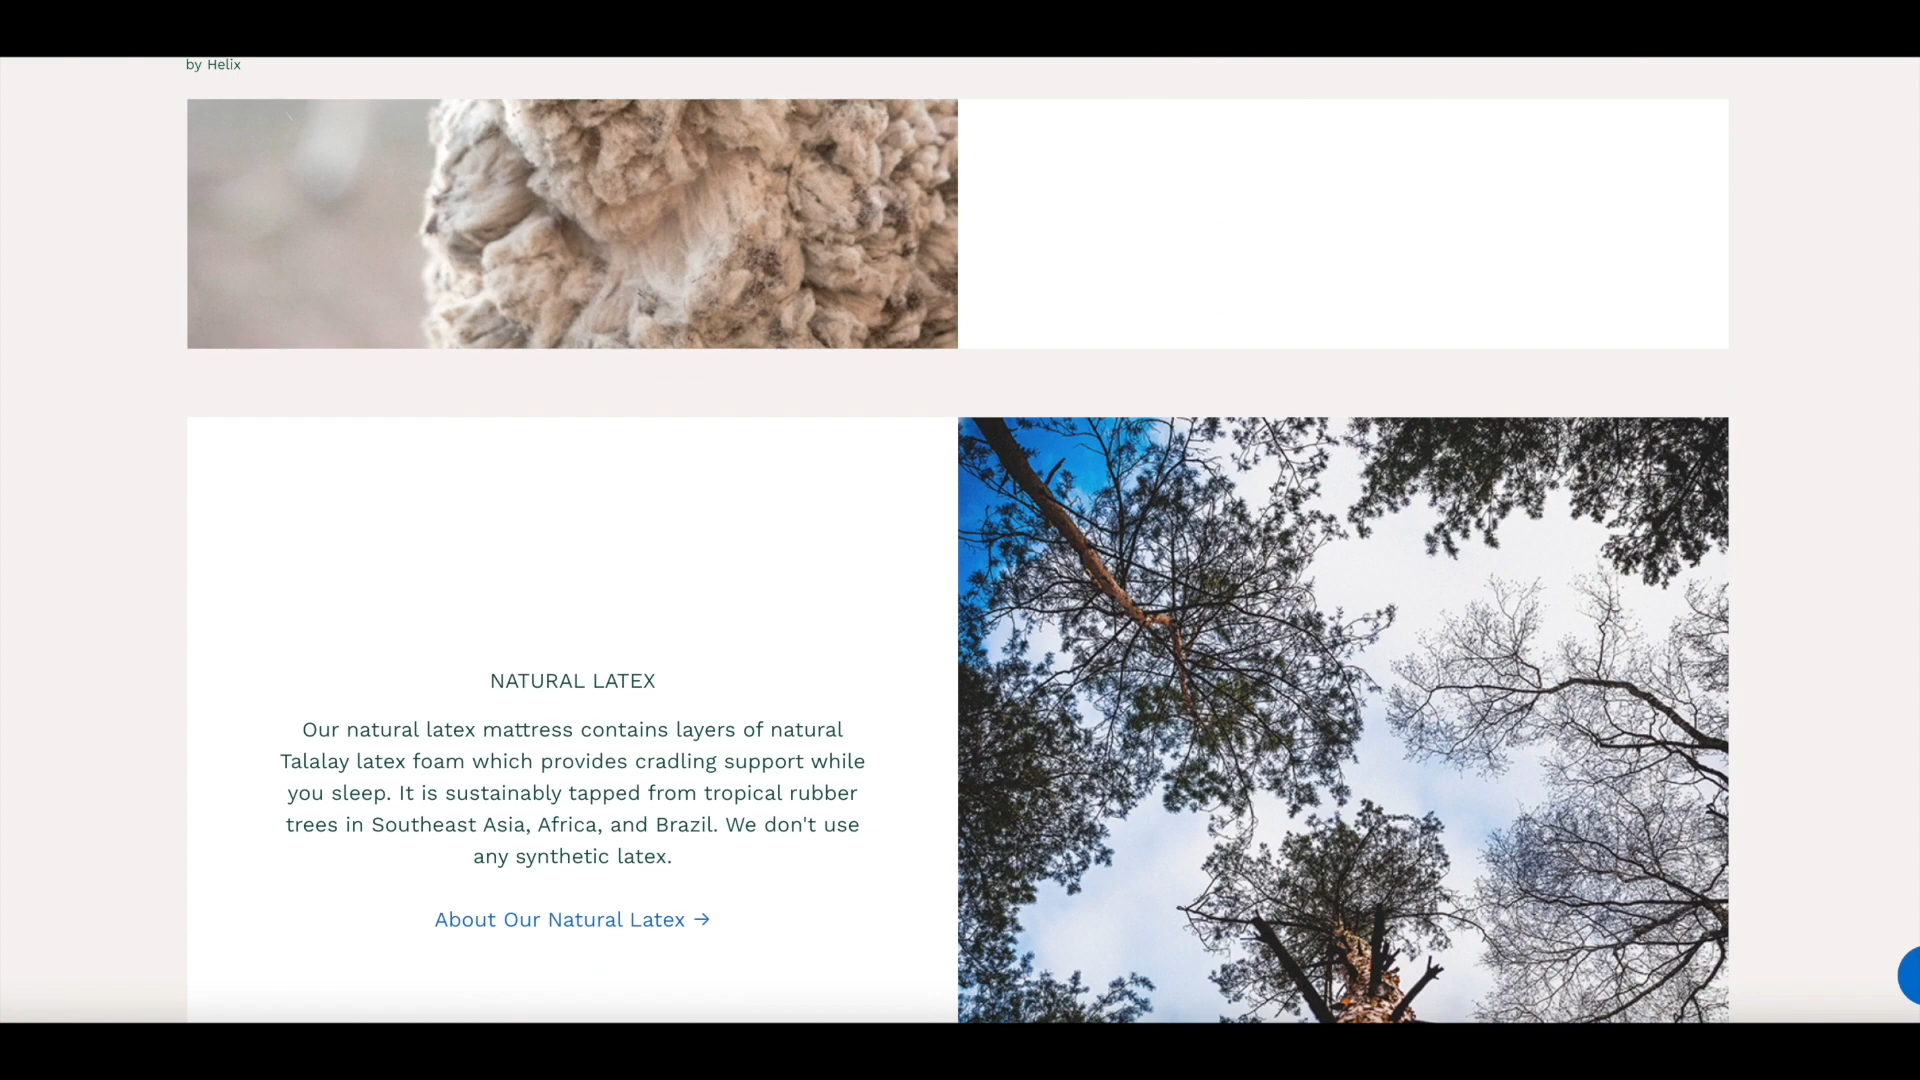 by Helix
NATURAL LATEX
Our natural latex mattress contains layers of natural
Talalay latex foam which provides cradling support while
you sleep. It is sustainably tapped from tropical rubber
trees in Southeast Asia, Africa, and Brazil. We don't use
any synthetic latex.
About Our Natural Latex →